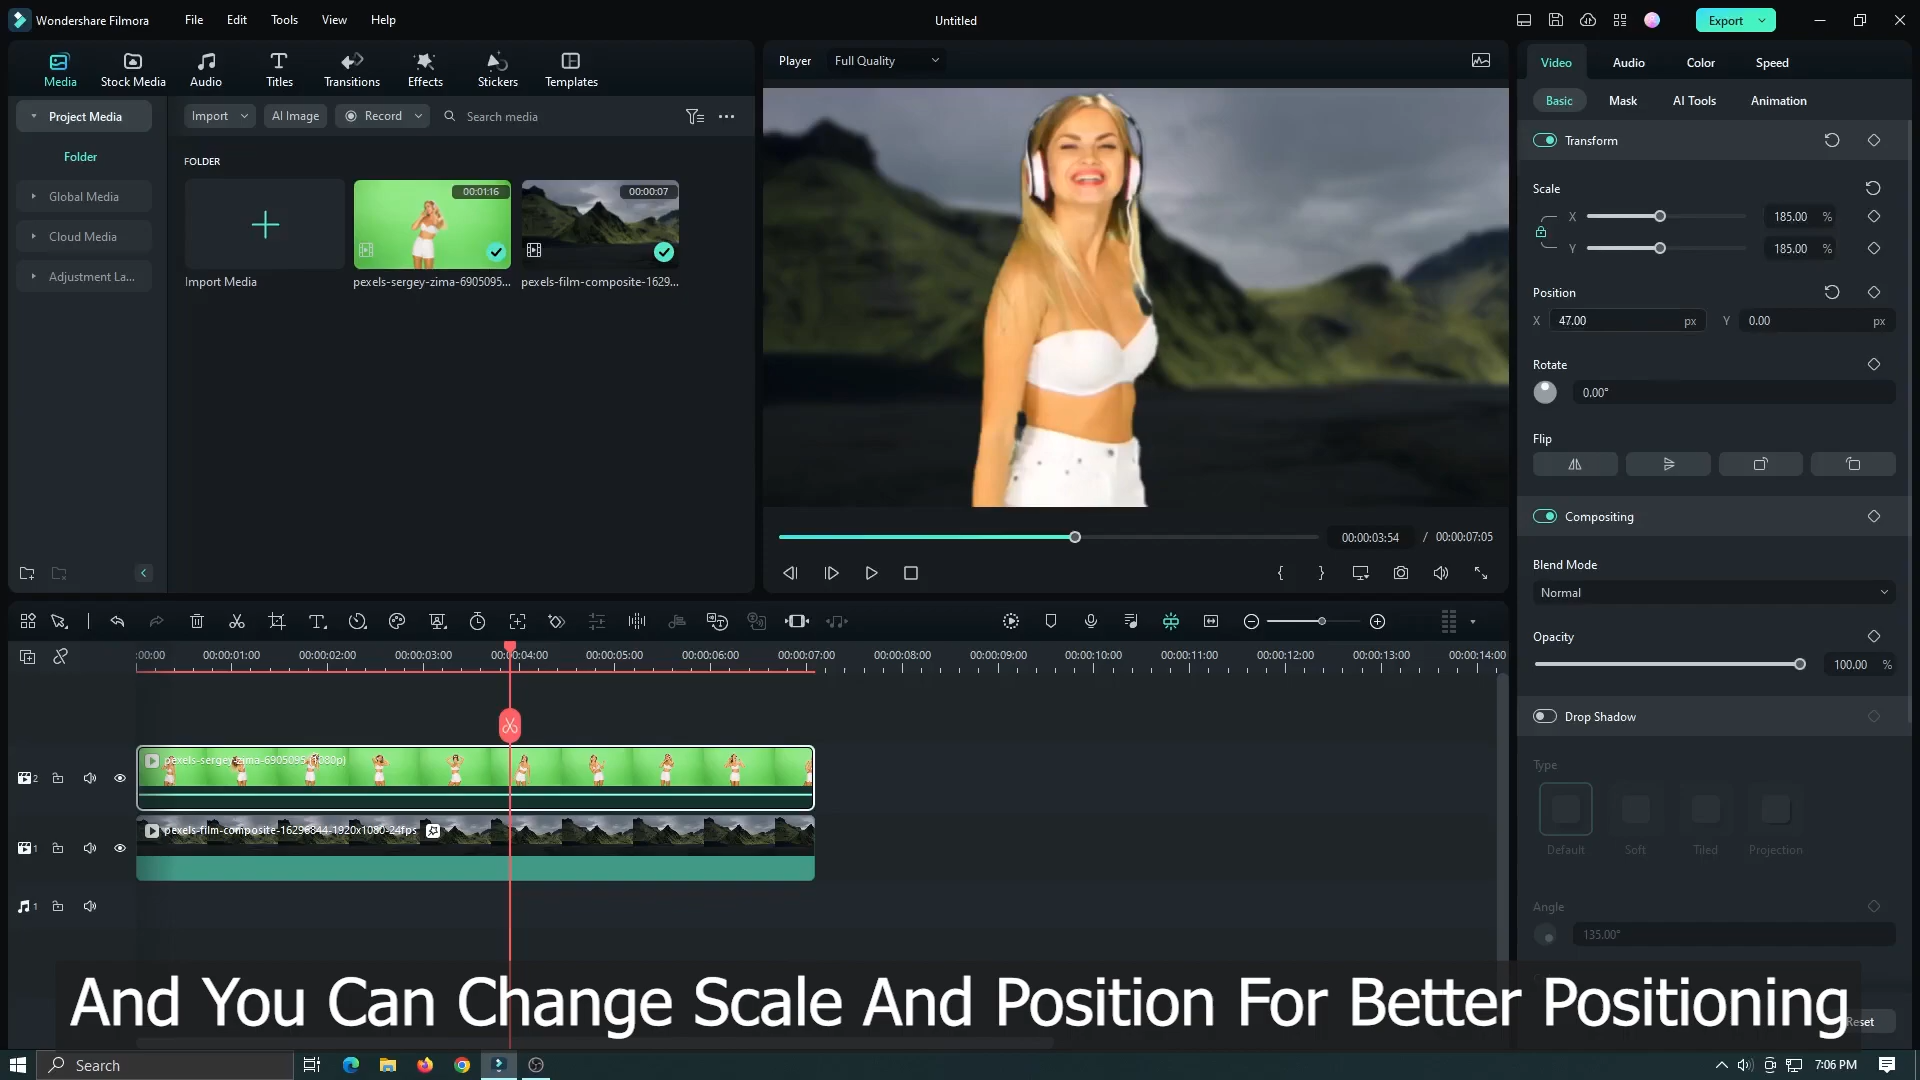 Wondershare Filmora File Edit Tools View Help Untitled Export
Media Stock Media Audio Titles Transitions Effects Stickers Templates
Player Full Quality
Video Audio Color Speed
Project Media
Import AI Image Record Search media
Basic Mask AI Tools Animation
Folder
FOLDER
Global Media
Cloud Media
Adjustment La...
00:01:16
00:00:07
Import Media
pexels-sergey-zima-6905095...
pexels-film-composite-1629...
Transform
Scale
X 185.00 %
Y 185.00 %
Position
X 47.00 px Y 0.00 px
Rotate
0.00°
Flip
Compositing
Blend Mode
Normal
Opacity
100.00 %
Drop Shadow
Type
Default Soft Tiled Projection
Angle
135.00°
Reset
00:00:03:54 / 00:00:07:05
:00:00 00:00:01:00 00:00:02:00 00:00:03:00 00:00:04:00 00:00:05:00 00:00:06:00 00:00:07:00 00:00:08:00 00:00:09:00 00:00:10:00 00:00:11:00 00:00:12:00 00:00:13:00 00:00:14:00
pexels-sergey-zima-6905095 (1080p)
2
pexels-film-composite-16296844-1920x1080-24fps
1
1
And You Can Change Scale And Position For Better Positioning
Search
7:06 PM